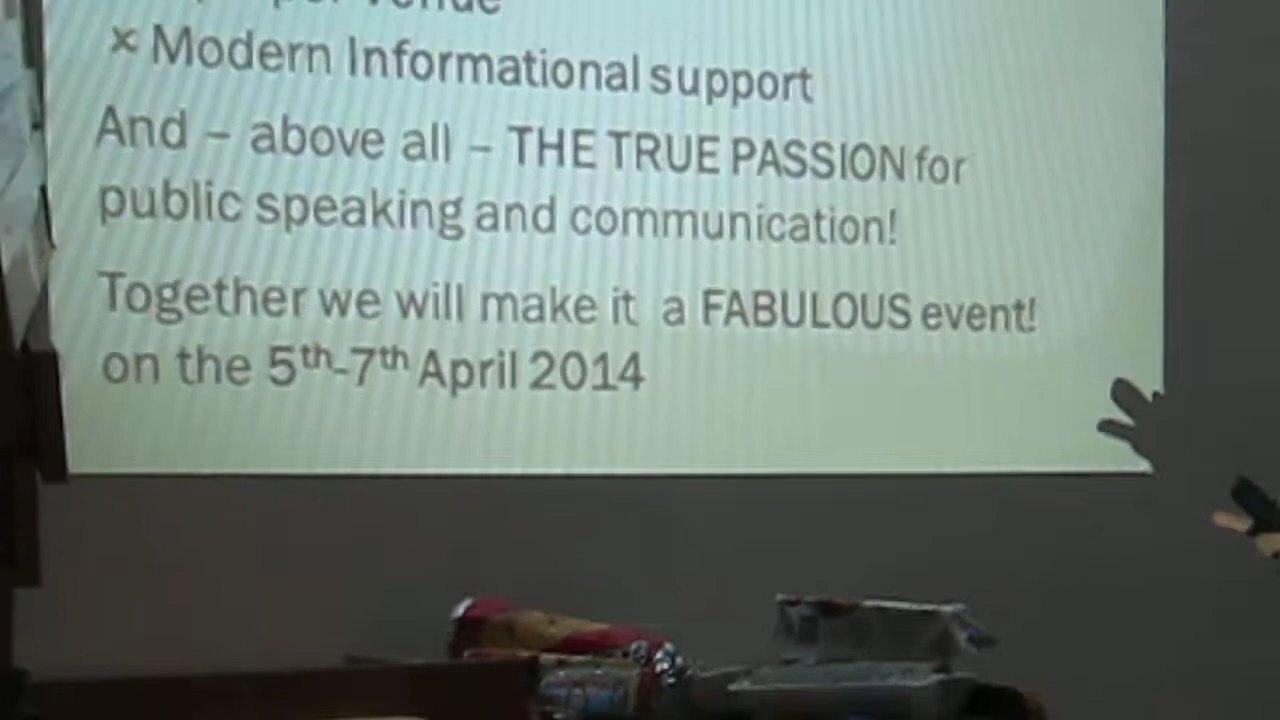 venue
× Modern Informational support
And – above all – THE TRUE PASSION for
public speaking and communication!
Together we will make it a FABULOUS event!
on the 5th-7th April 2014